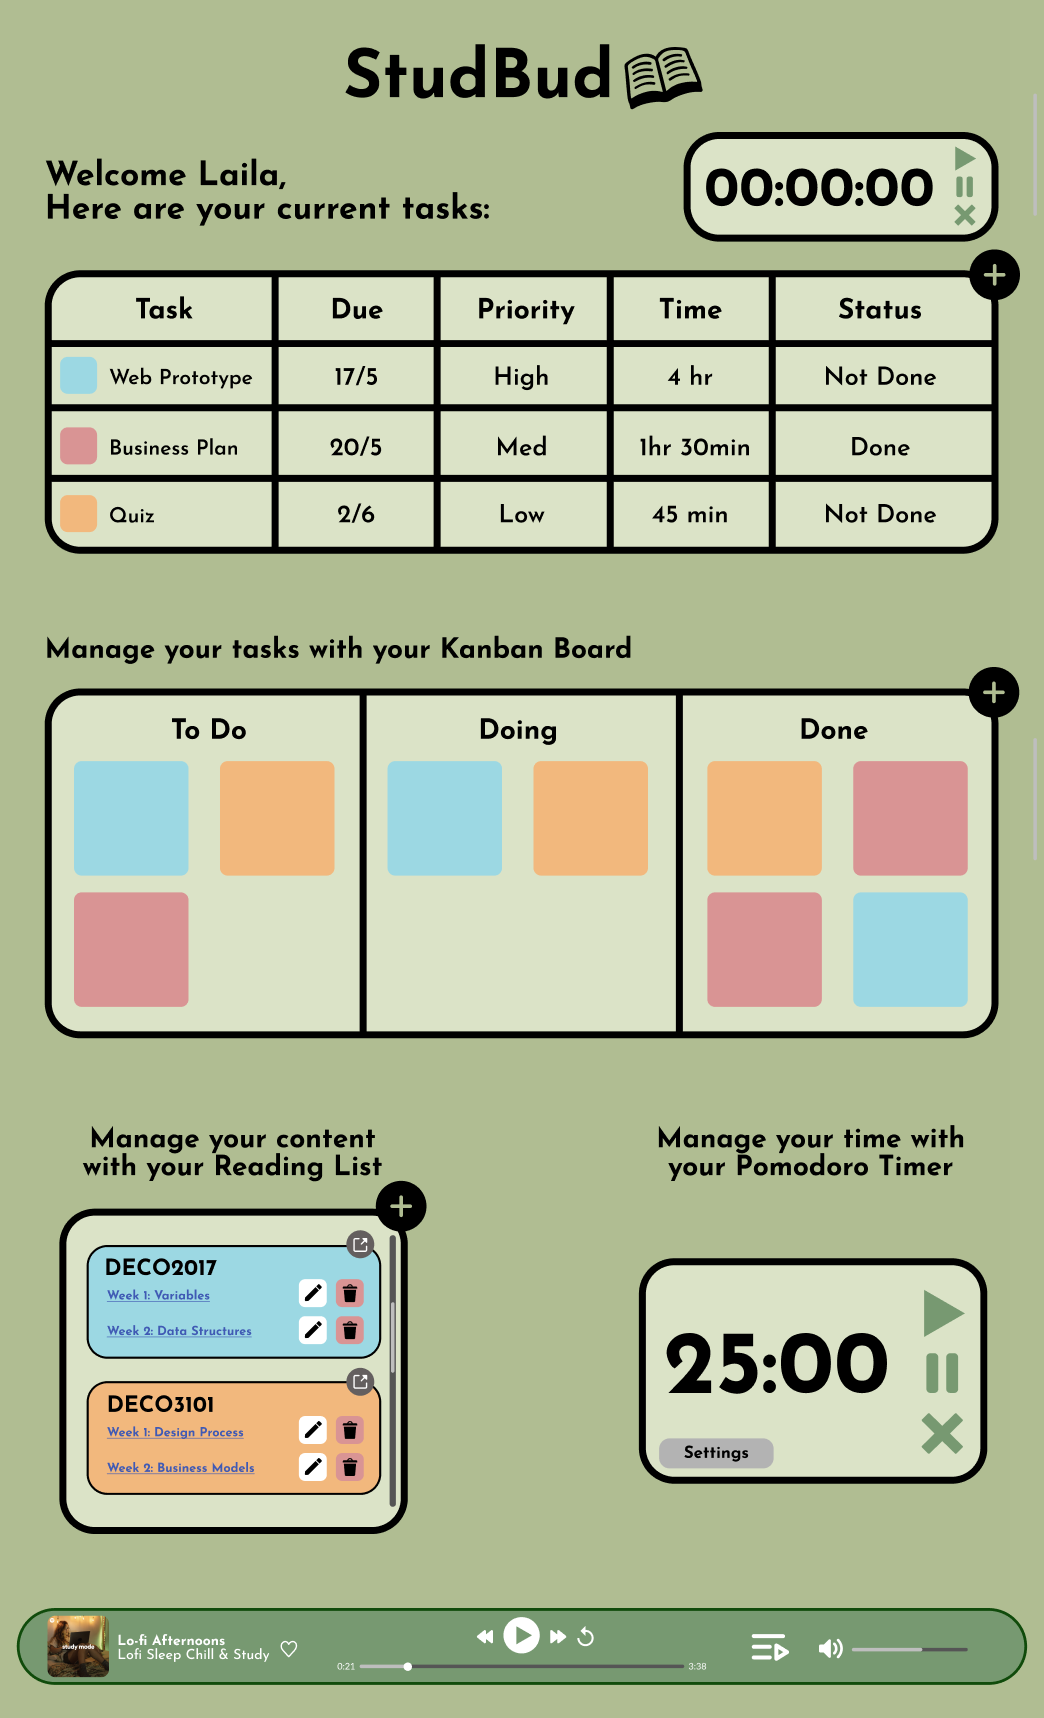 StudBud
Welcome Laila,
Here are your current tasks:
00:00:00
Task Due Priority Time Status
Web Prototype 17/5 High 4 hr Not Done
Business Plan 20/5 Med 1hr 30min Done
Quiz 2/6 Low 45 min Not Done
Manage your tasks with your Kanban Board
To Do Doing Done
Manage your content
with your Reading List
DECO2017
Week 1: Variables
Week 2: Data Structures
DECO3101
Week 1: Design Process
Week 2: Business Models
Manage your time with
your Pomodoro Timer
25:00
Settings
study mode
Lo-fi Afternoons
Lofi Sleep Chill & Study
0:21
3:38